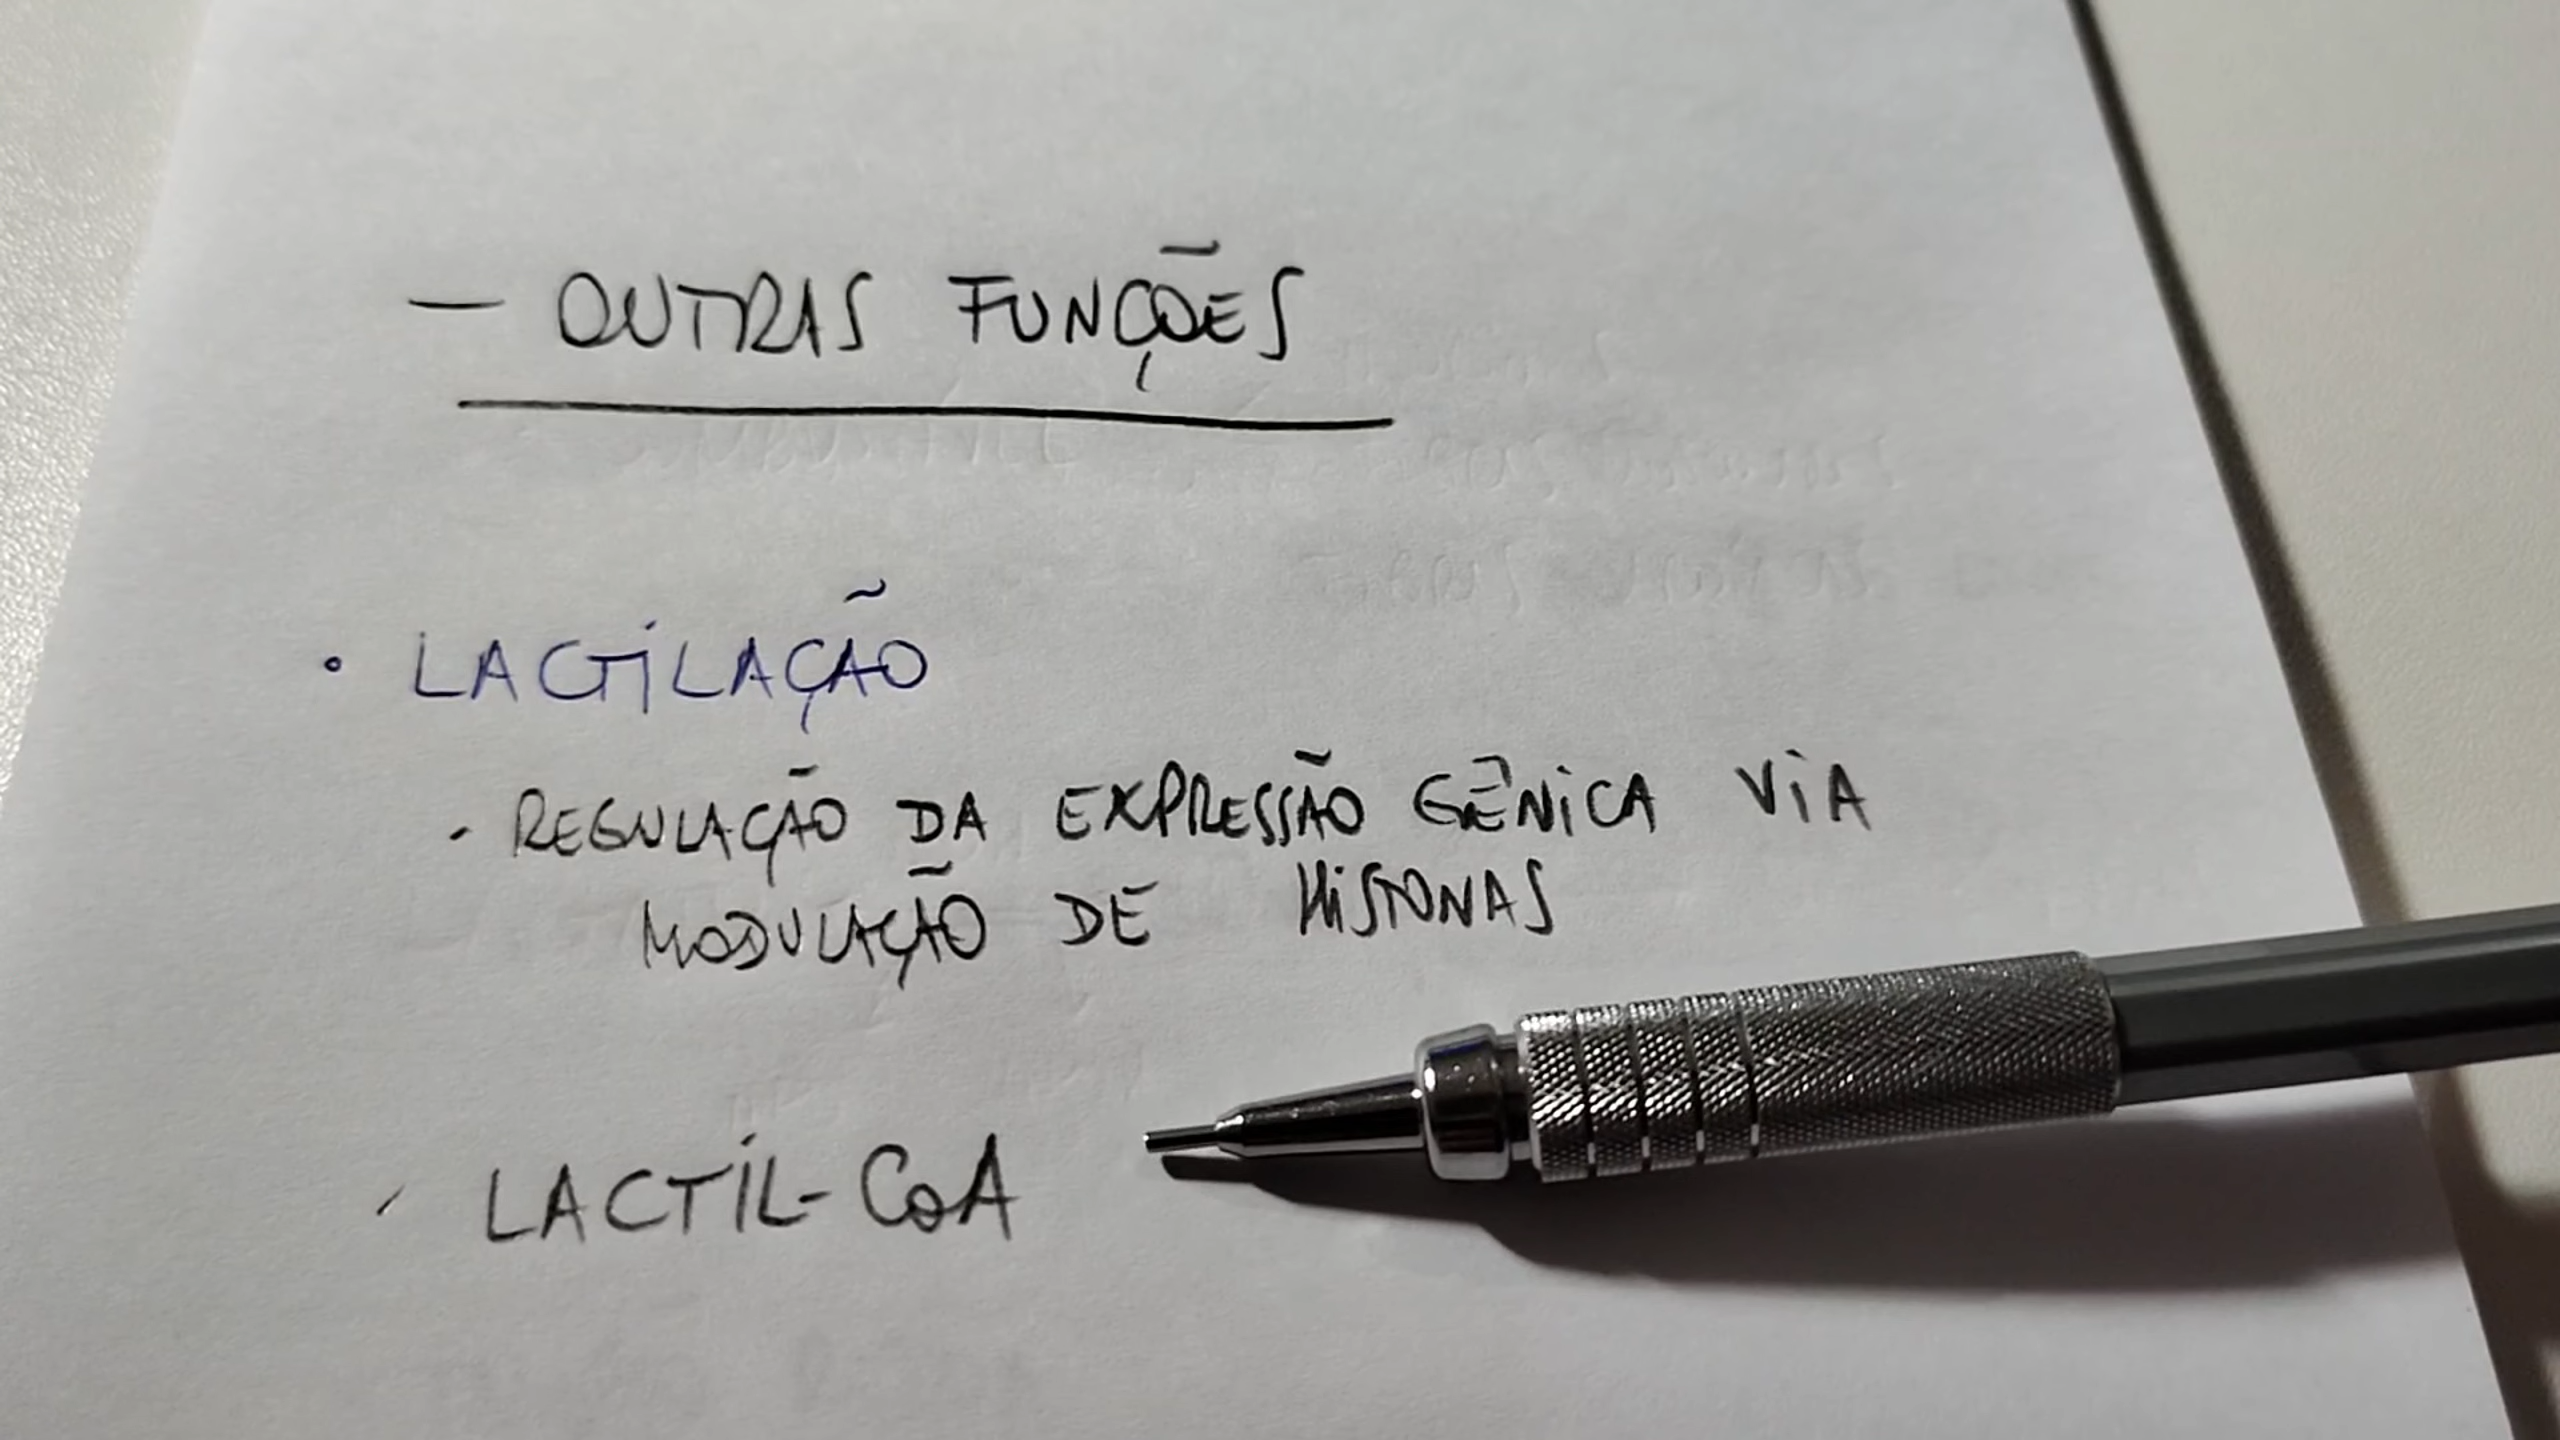 — OUTRAS FUNÇÕES
• LACTILAÇÃO
- REGULAÇÃO DA EXPRESSÃO GÊNICA VIA
MODULAÇÃO DE HISTONAS
- LACTIL-CoA